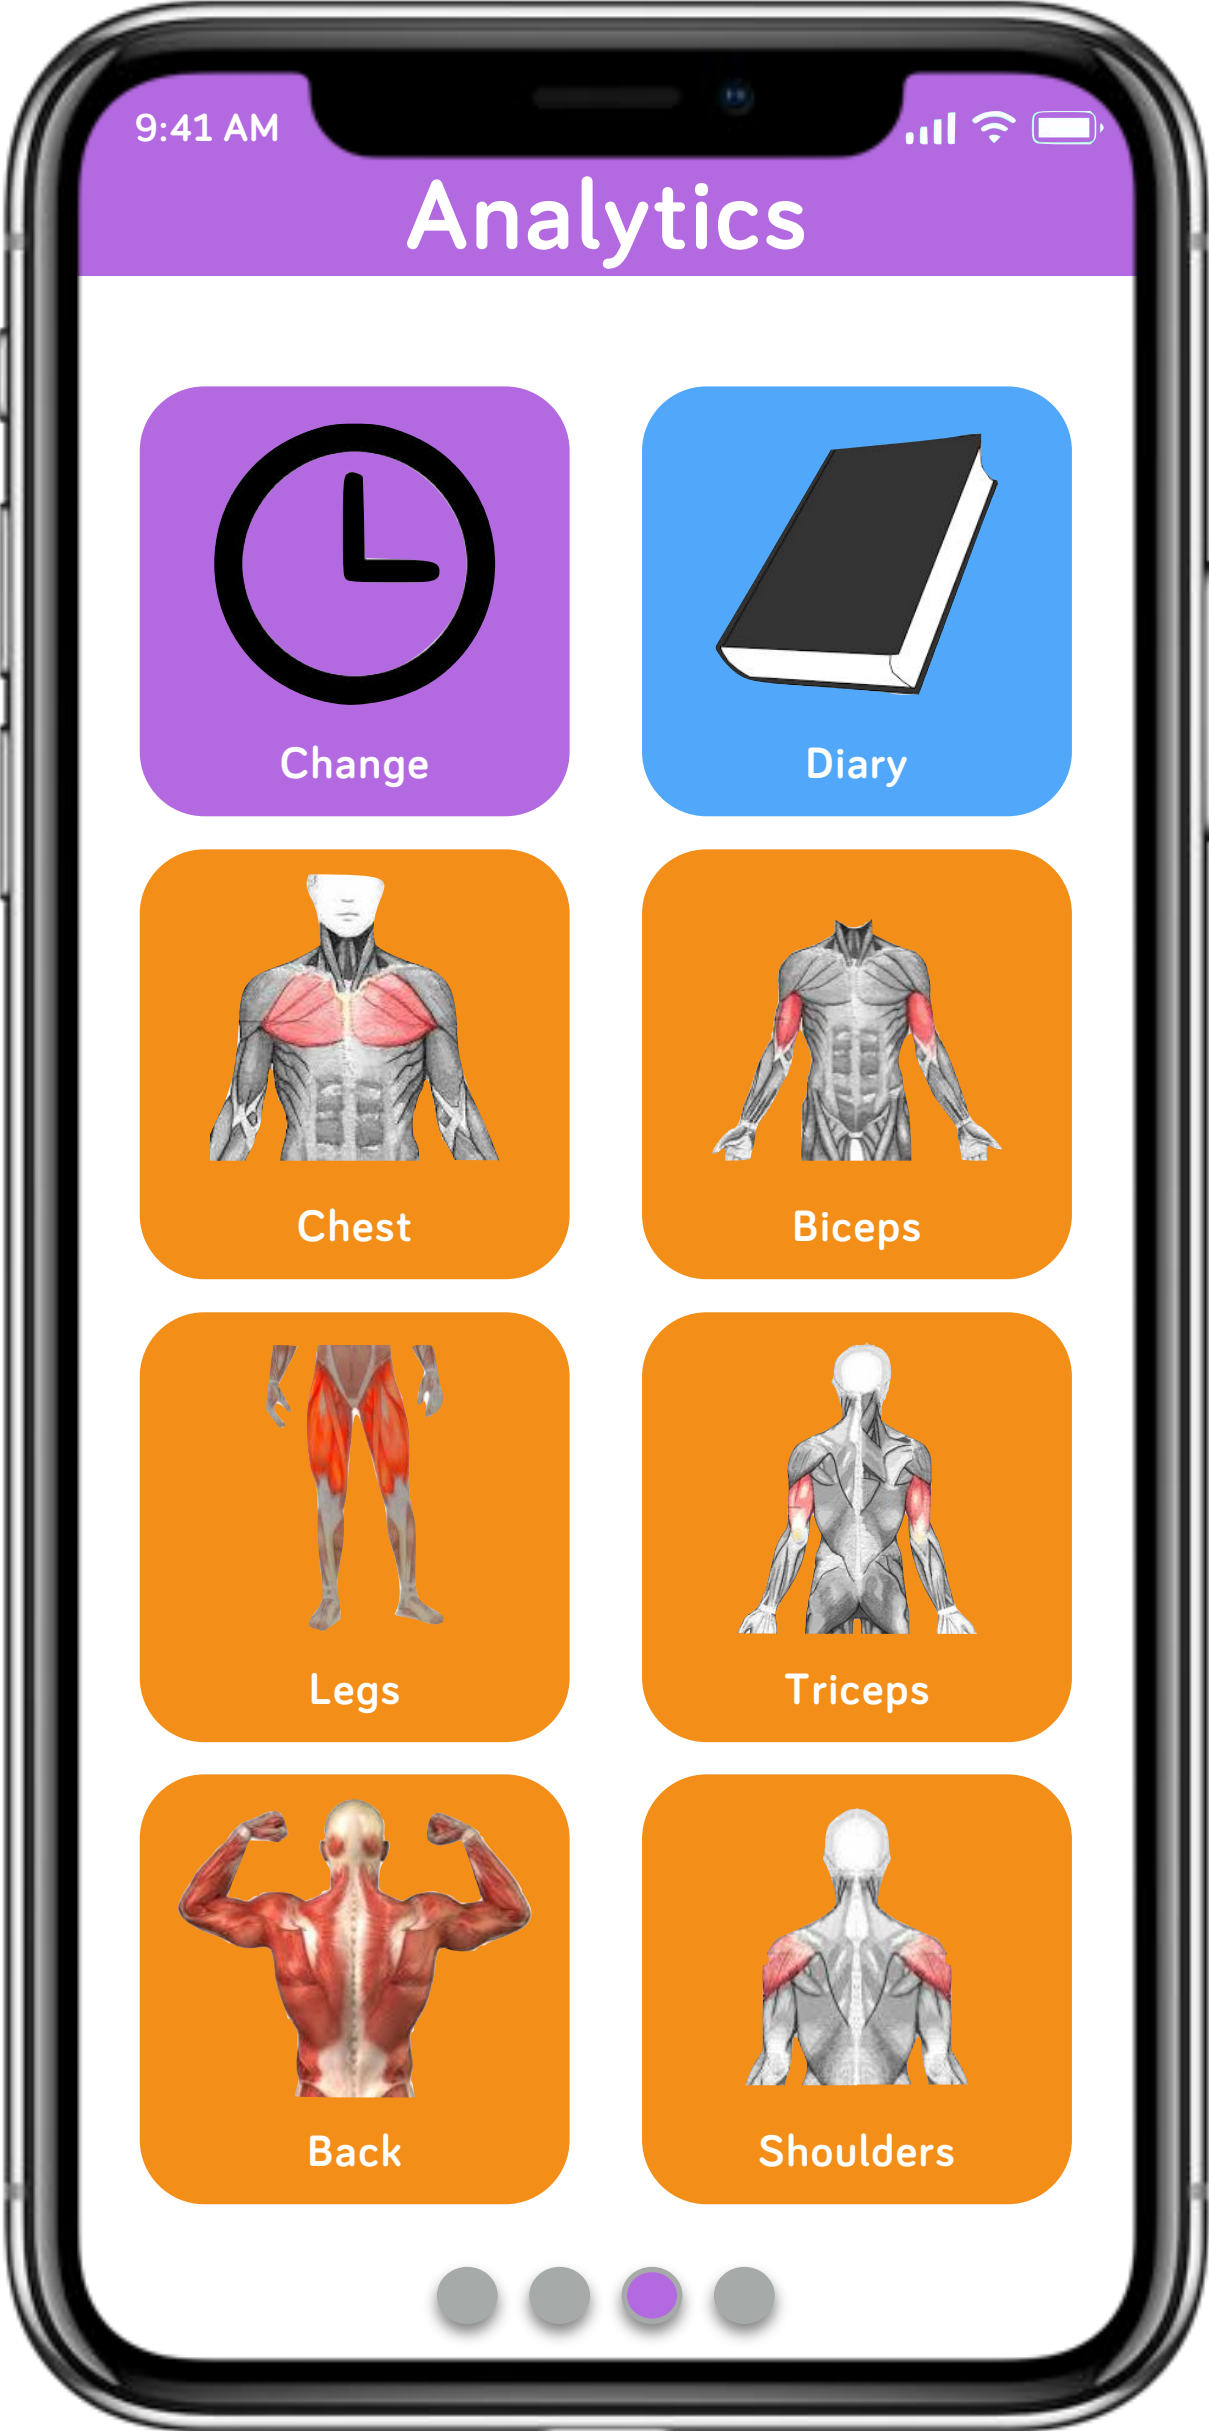 9:41 AM
Analytics
Change
Diary
Chest
Biceps
Legs
Triceps
Back
Shoulders